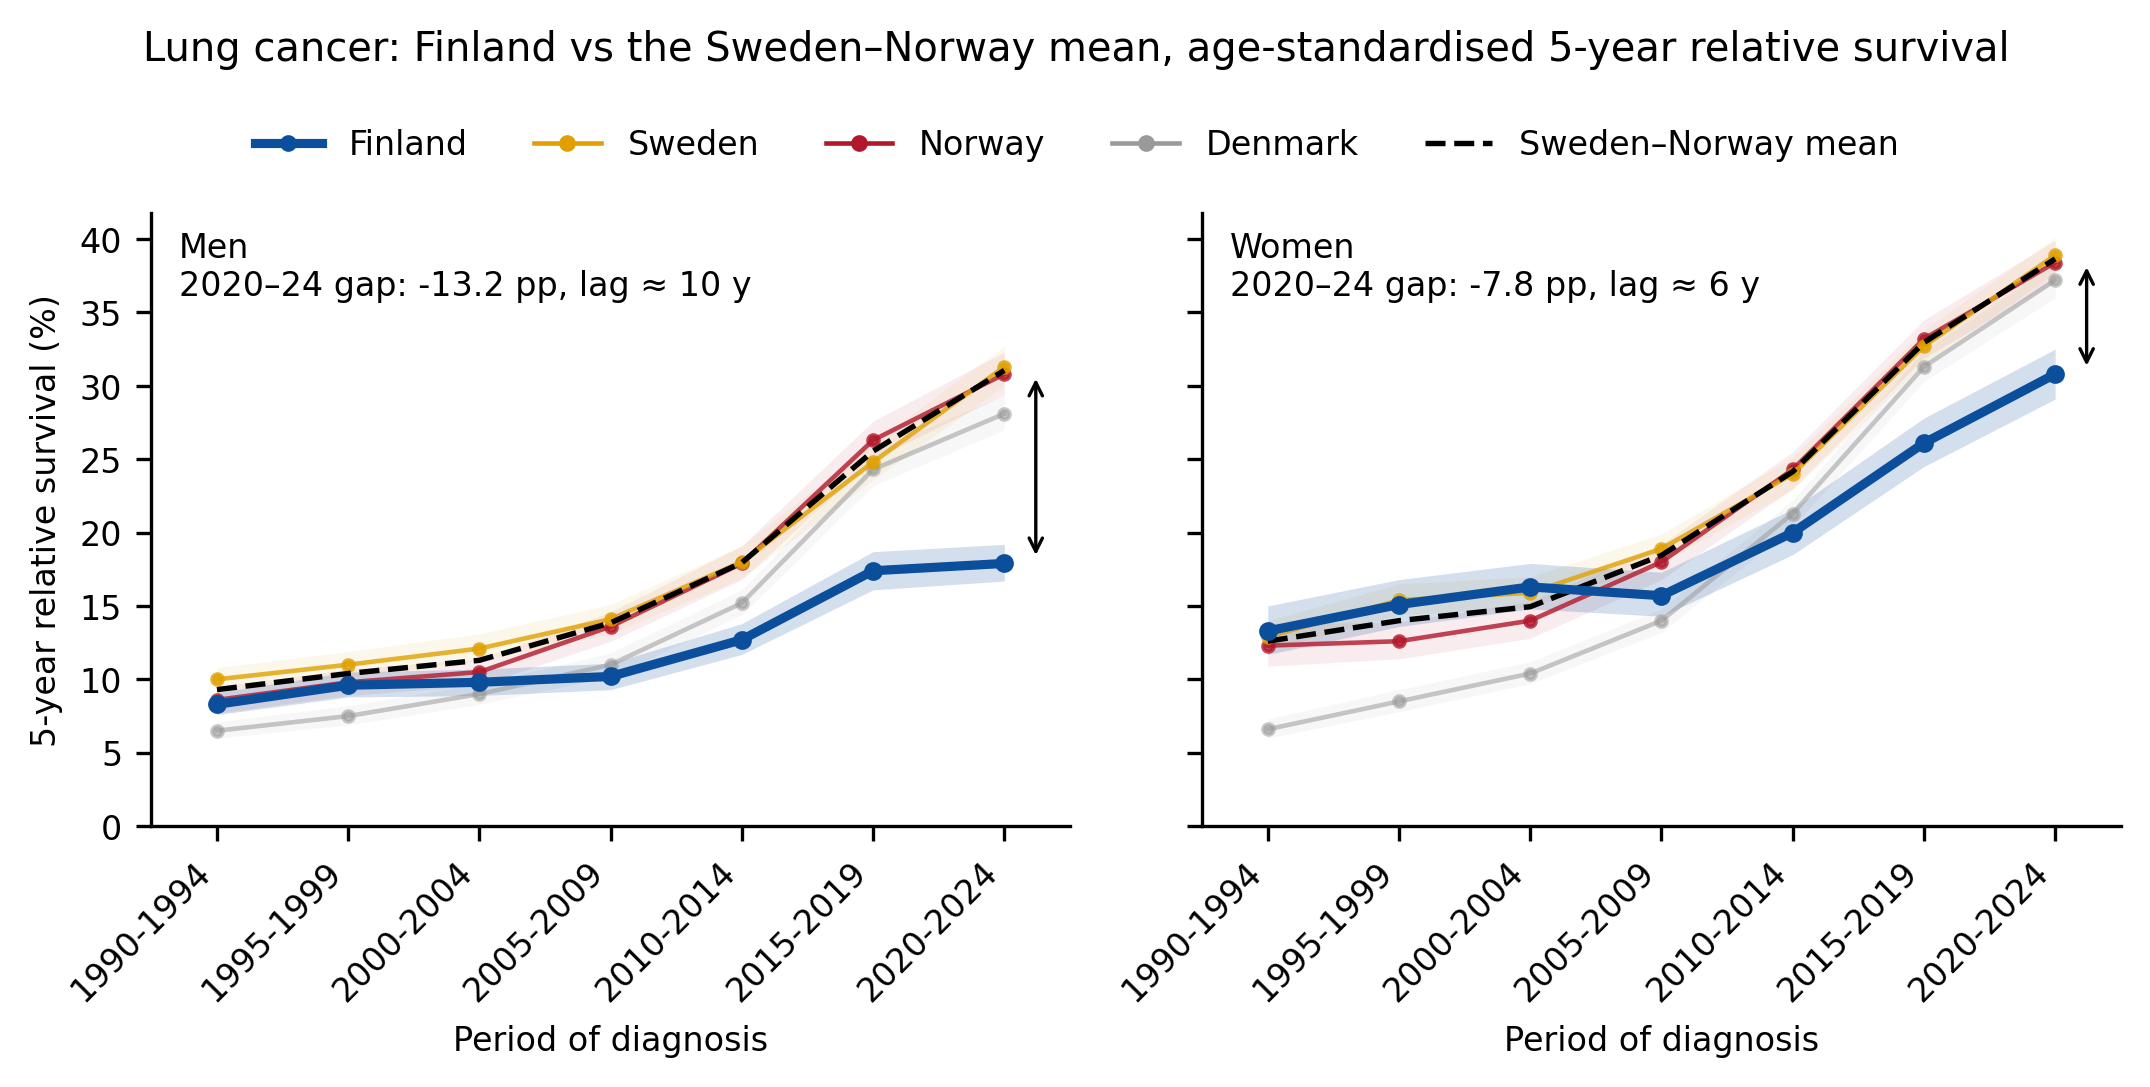 Lung cancer: Finland vs the Sweden–Norway mean, age-standardised 5-year relative survival
Finland
Sweden
Norway
Denmark
Sweden–Norway mean
Men
2020–24 gap: -13.2 pp, lag ≈ 10 y
5-year relative survival (%)
40
35
30
25
20
15
10
5
0
1990-1994
1995-1999
2000-2004
2005-2009
2010-2014
2015-2019
2020-2024
Period of diagnosis
Women
2020–24 gap: -7.8 pp, lag ≈ 6 y
1990-1994
1995-1999
2000-2004
2005-2009
2010-2014
2015-2019
2020-2024
Period of diagnosis